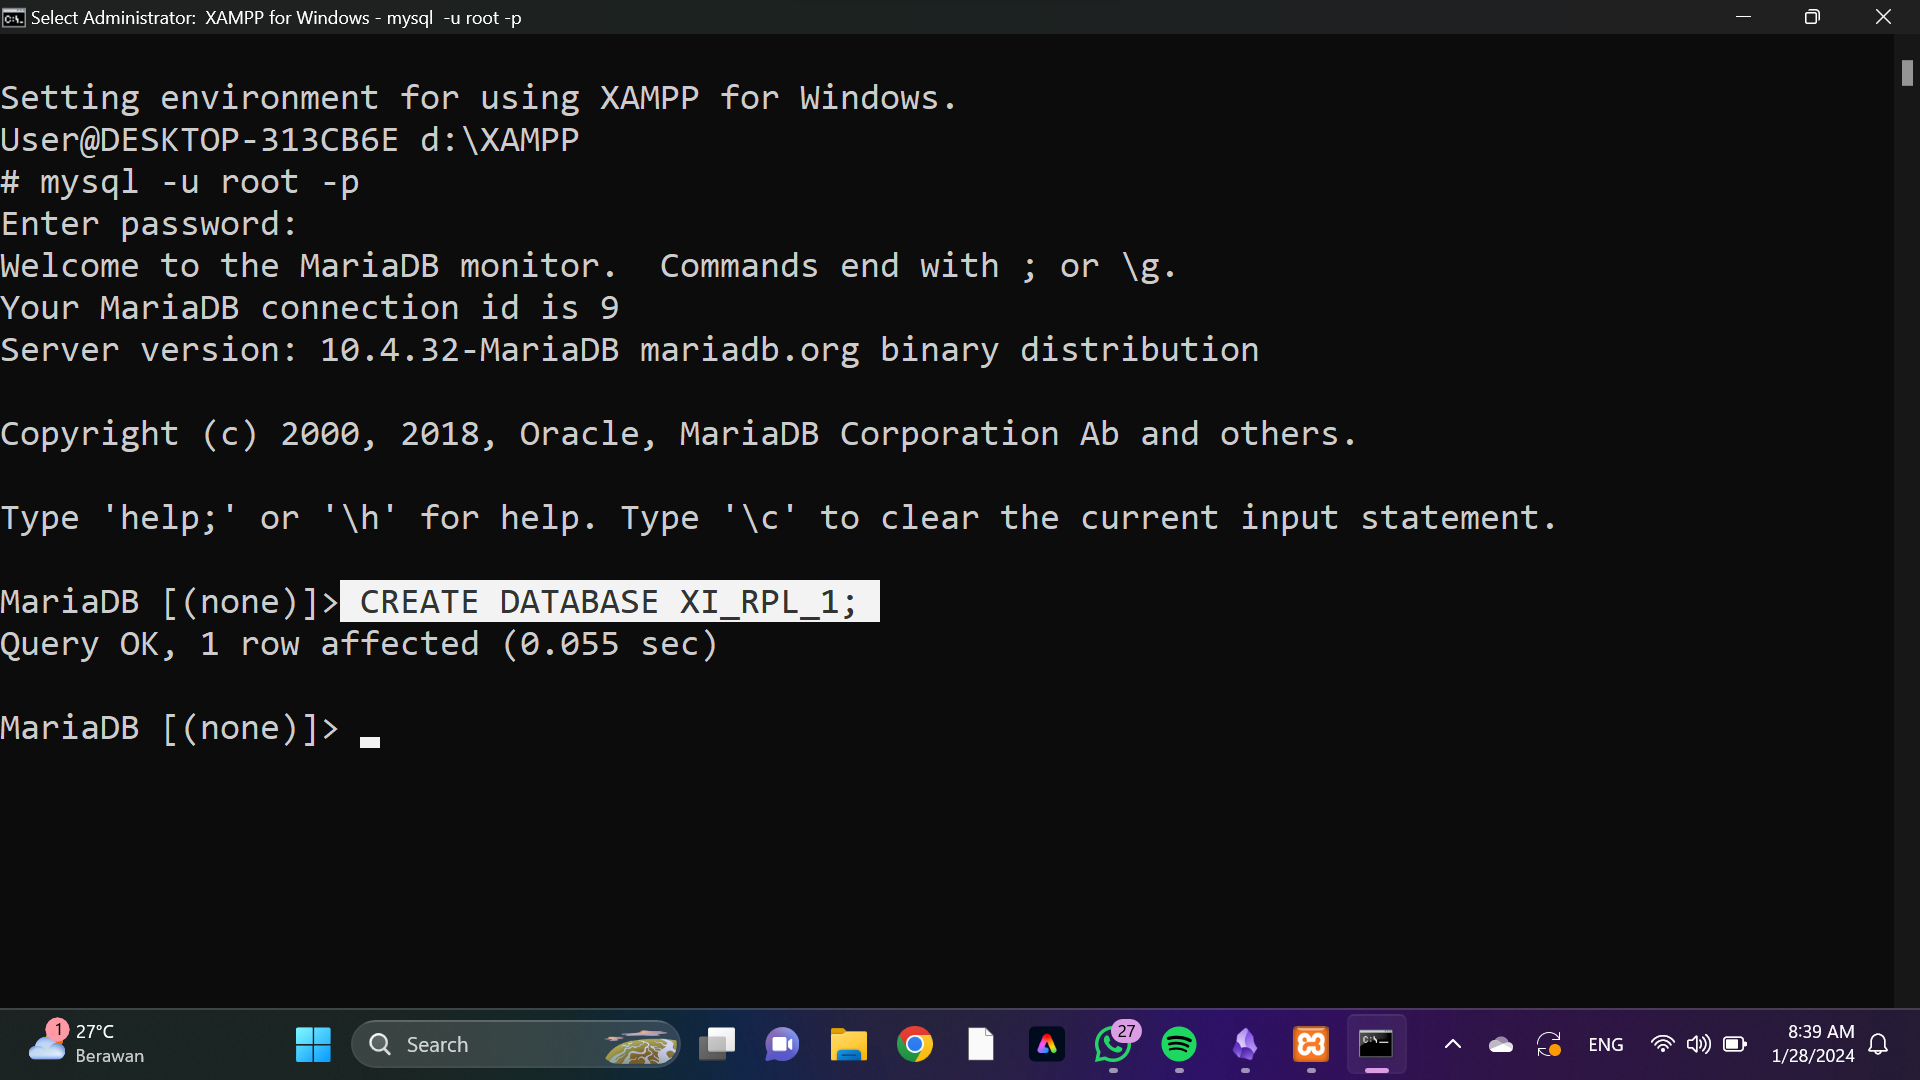 Select Administrator:  XAMPP for Windows - mysql  -u root -p
Setting environment for using XAMPP for Windows.
User@DESKTOP-313CB6E d:\XAMPP
# mysql -u root -p
Enter password:
Welcome to the MariaDB monitor.  Commands end with ; or \g.
Your MariaDB connection id is 9
Server version: 10.4.32-MariaDB mariadb.org binary distribution
Copyright (c) 2000, 2018, Oracle, MariaDB Corporation Ab and others.
Type 'help;' or '\h' for help. Type '\c' to clear the current input statement.
MariaDB [(none)]> CREATE DATABASE XI_RPL_1;
Query OK, 1 row affected (0.055 sec)
MariaDB [(none)]> _
1
27°C
Berawan
Search
27
ENG
8:39 AM
1/28/2024